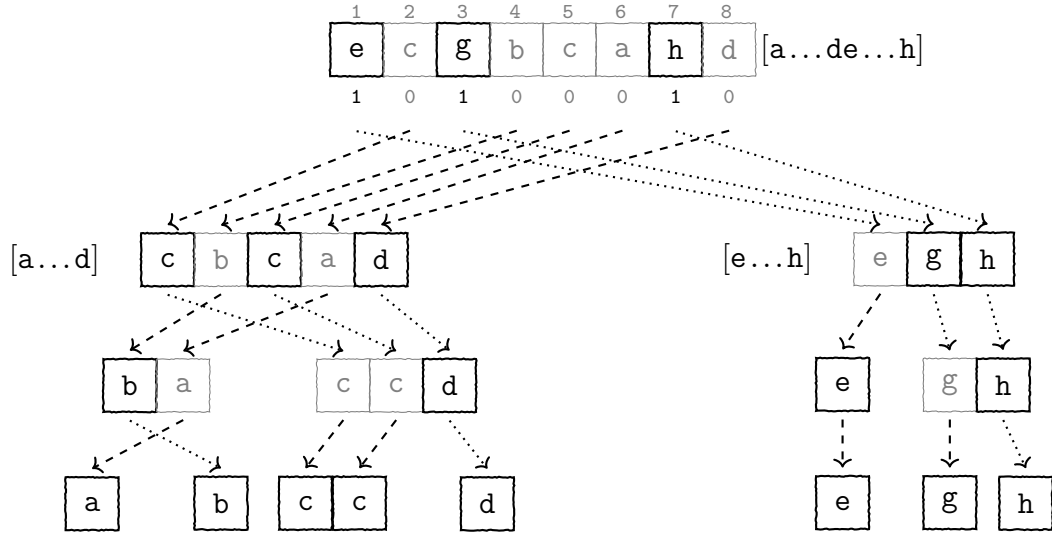 1 2 3 4 5 6 7 8
e c g b c a h d [a...de...h]
1 0 1 0 0 0 1 0
[a...d] c b c a d [e...h] e g h
b a c c d e g h
a b c c d e g h